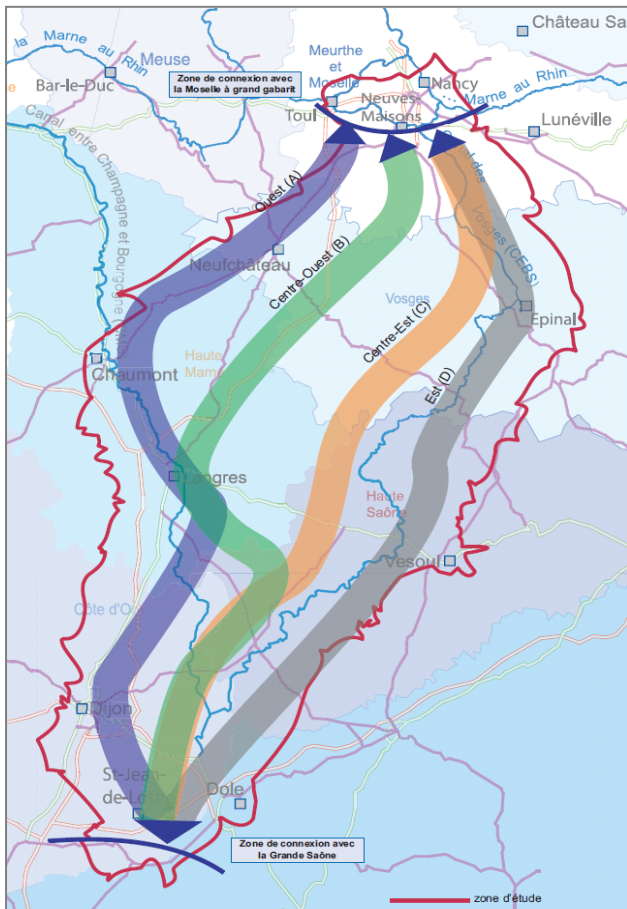 Château Sa
la Marne au Rhin
Meuse
Meurthe
et
Moselle
Zone de connexion avec
la Moselle à grand gabarit
Bar-le-Duc
Nancy
Neuves-
Maisons
Marne au Rhin
Toul
Lunéville
Canal entre Champagne et Bourgogne
Ouest (A)
Canal des
Vosges (CEBS)
Neufchâteau
Centre-Ouest (B)
Vosges
Epinal
Centre-Est (C)
Haute
Marne
Chaumont
Est (D)
Langres
Haute
Saône
Vesoul
Côte d'O
Dijon
St-Jean-
de-Losne
Dole
Zone de connexion avec
la Grande Saône
zone d'étude